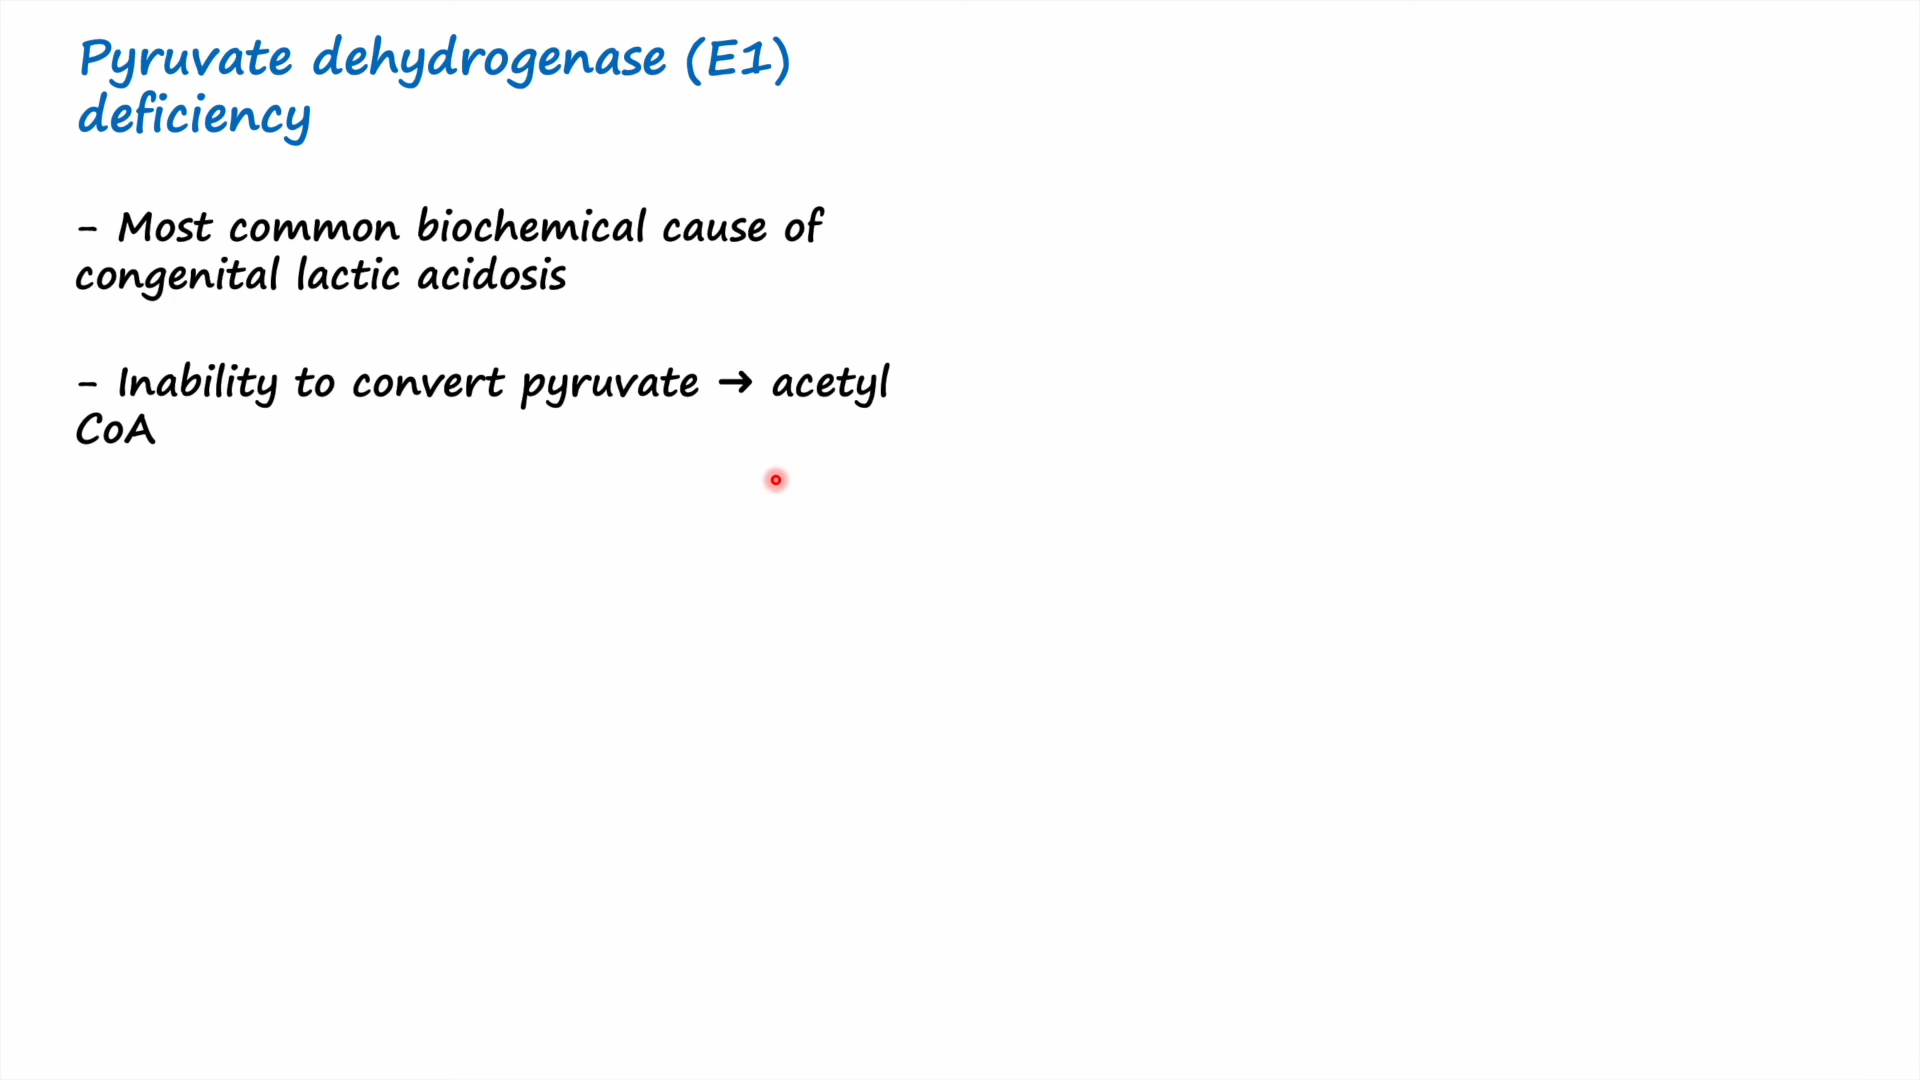 Pyruvate dehydrogenase (E1)
deficiency
- Most common biochemical cause of
congenital lactic acidosis
- Inability to convert pyruvate → acetyl
CoA